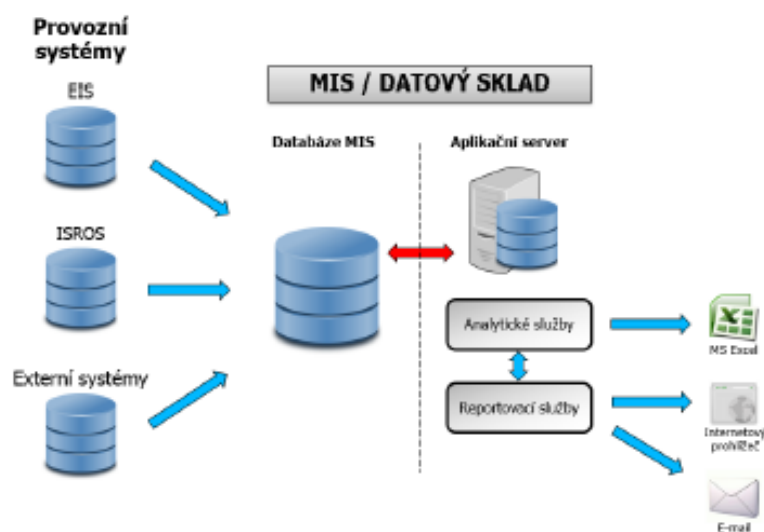 Provozní
systémy
EIS
ISROS
Externí systémy
MIS / DATOVÝ SKLAD
Databáze MIS
Aplikační server
Analytické služby
Reportovací služby
MS Excel
Internetový
prohlížeč
E-mail